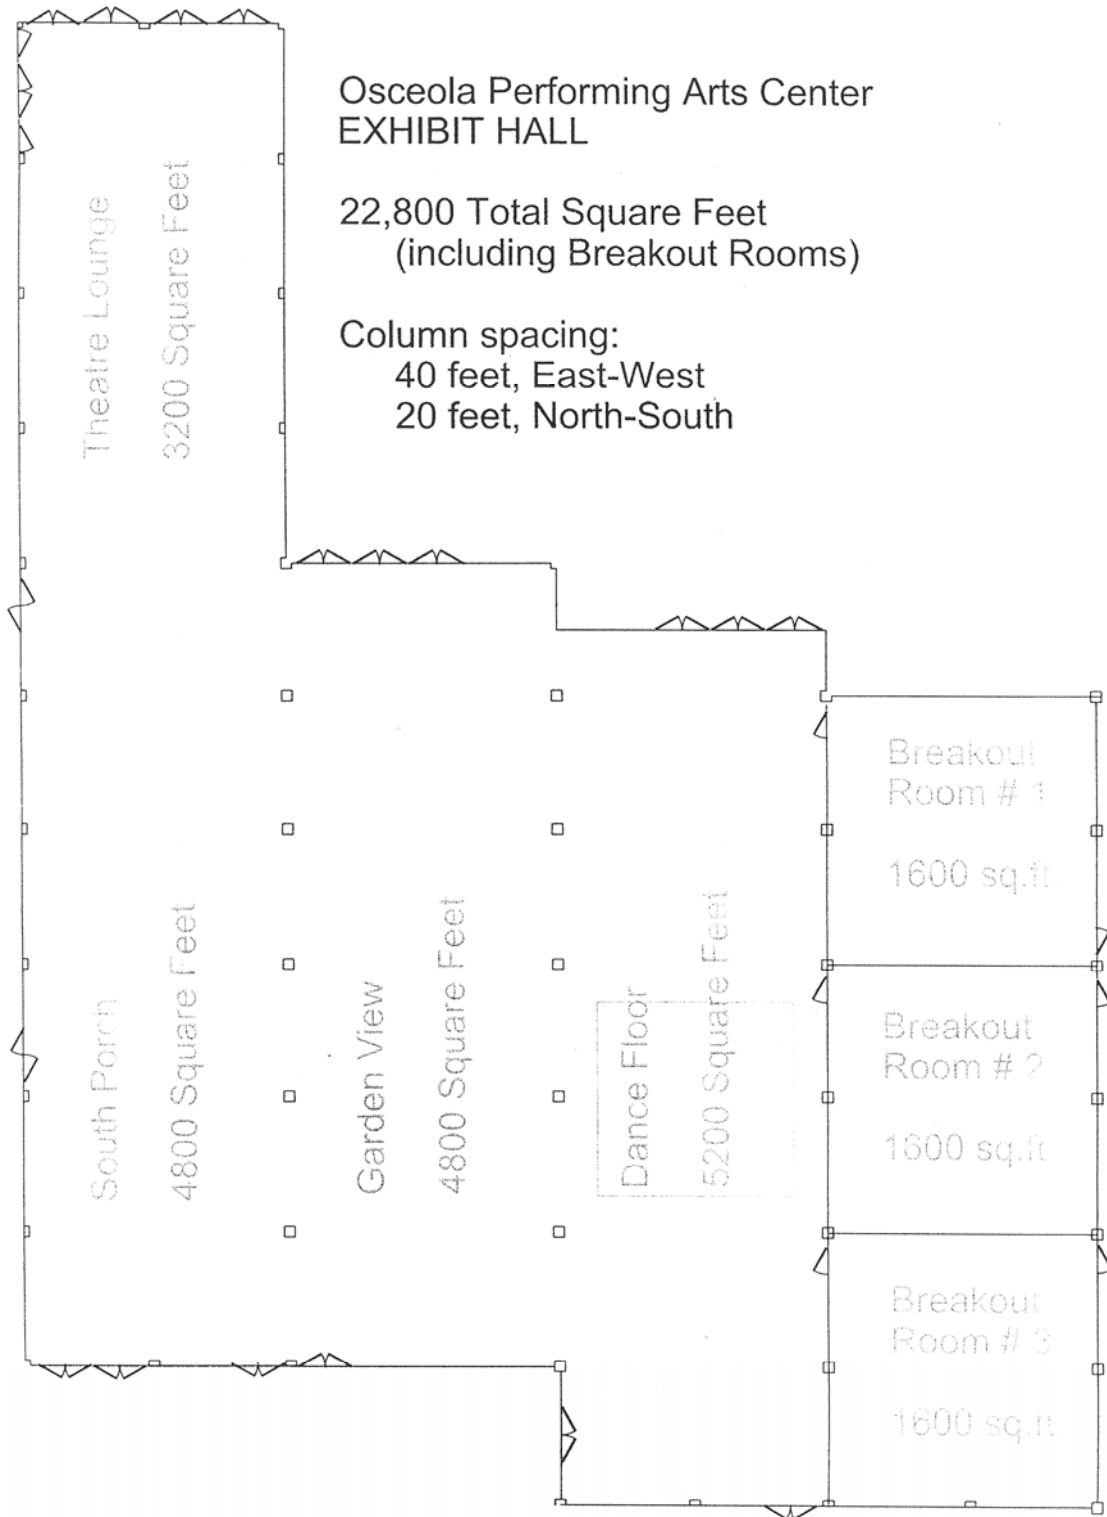 Osceola Performing Arts Center
EXHIBIT HALL
22,800 Total Square Feet
(including Breakout Rooms)
Column spacing:
40 feet, East-West
20 feet, North-South
Theatre Lounge
3200 Square Feet
South Porch
4800 Square Feet
Garden View
4800 Square Feet
Dance Floor
5200 Square Feet
Breakout
Room # 1
1600 sq.ft.
Breakout
Room # 2
1600 sq.ft
Breakout
Room # 3
1600 sq.ft